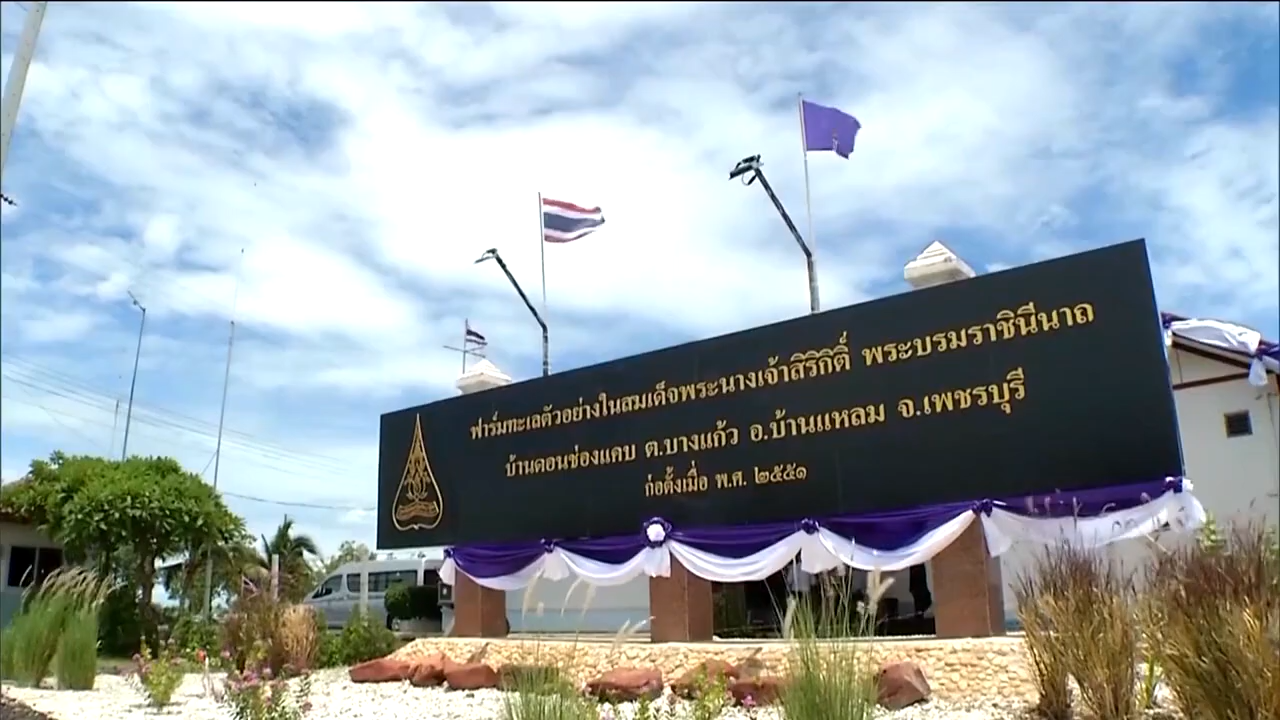 ฟาร์มทะเลตัวอย่างในสมเด็จพระนางเจ้าสิริกิติ์ พระบรมราชินีนาถ
บ้านดอนช่องแคบ ต.บางแก้ว อ.บ้านแหลม จ.เพชรบุรี
ก่อตั้งเมื่อ พ.ศ. ๒๕๕๑